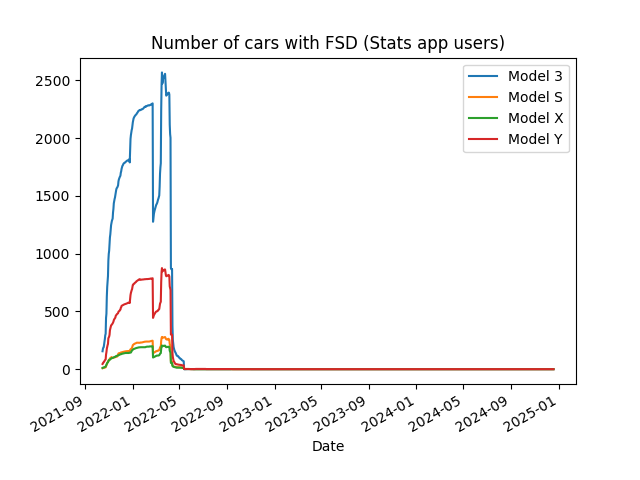 Number of cars with FSD (Stats app users)
2500
2000
1500
1000
500
0
Model 3
Model S
Model X
Model Y
2021-09
2022-01
2022-05
2022-09
2023-01
2023-05
2023-09
2024-01
2024-05
2024-09
2025-01
Date